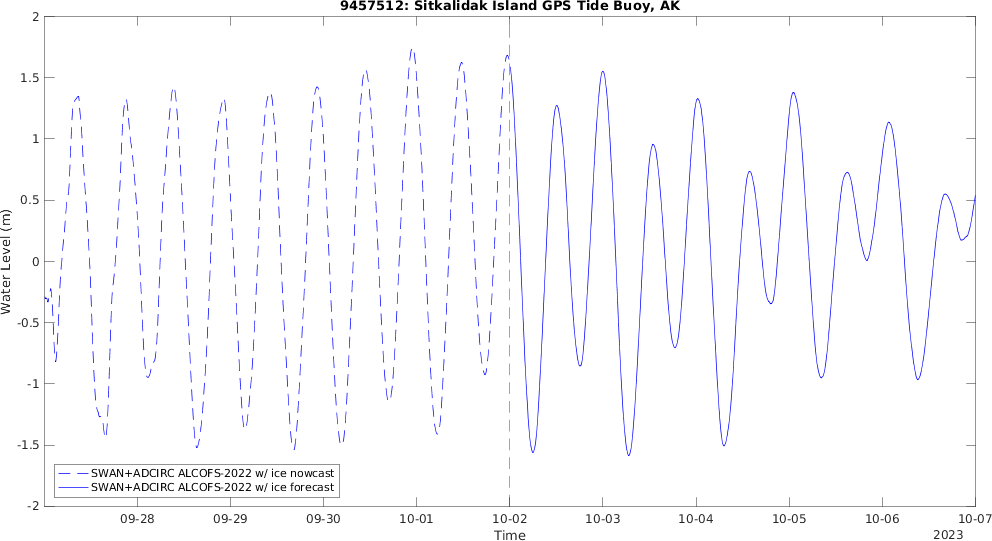 9457512: Sitkalidak Island GPS Tide Buoy, AK
2
1.5
1
0.5
0
-0.5
-1
-1.5
-2
Water Level (m)
SWAN+ADCIRC ALCOFS-2022 w/ ice nowcast
SWAN+ADCIRC ALCOFS-2022 w/ ice forecast
09-28 09-29 09-30 10-01 10-02 10-03 10-04 10-05 10-06 10-07
Time
2023